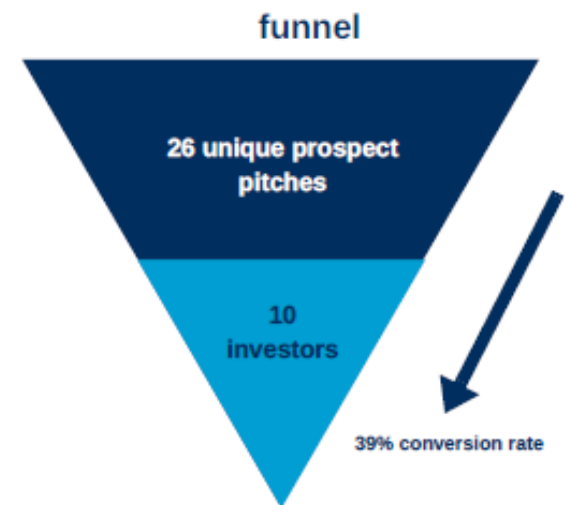 funnel
26 unique prospect
pitches
10
investors
39% conversion rate